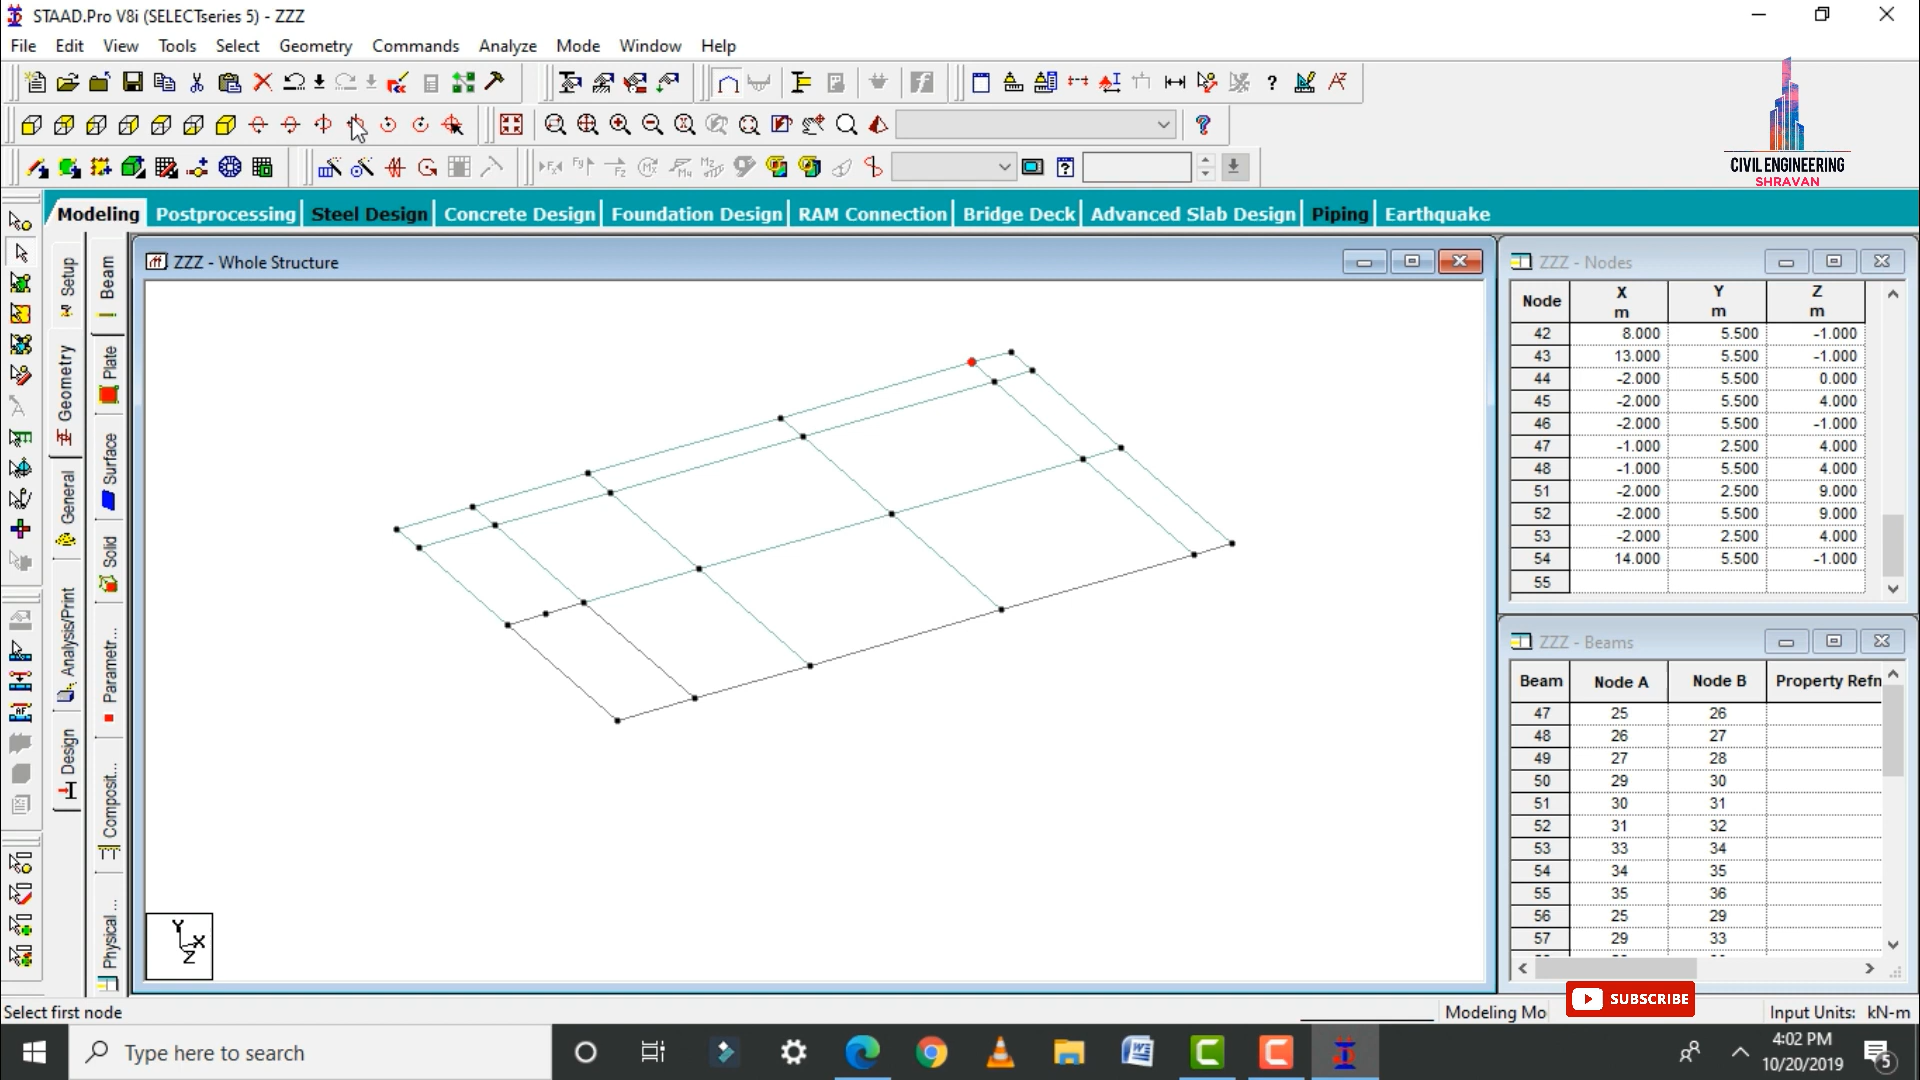 STAAD.Pro V8i (SELECTseries 5) - ZZZ
File Edit View Tools Select Geometry Commands Analyze Mode Window Help
CIVIL ENGINEERING
SHRAVAN
Modeling Postprocessing Steel Design Concrete Design Foundation Design RAM Connection Bridge Deck Advanced Slab Design Piping Earthquake
Setup
Geometry
General
Analysis/Print
Design
Beam
Plate
Surface
Solid
Parametr...
Composit...
Physical ...
ZZZ - Whole Structure
Y
X
Z
ZZZ - Nodes
Node X m Y m Z m
42 8.000 5.500 -1.000
43 13.000 5.500 -1.000
44 -2.000 5.500 0.000
45 -2.000 5.500 4.000
46 -2.000 5.500 -1.000
47 -1.000 2.500 4.000
48 -1.000 5.500 4.000
51 -2.000 2.500 9.000
52 -2.000 5.500 9.000
53 -2.000 2.500 4.000
54 14.000 5.500 -1.000
55
ZZZ - Beams
Beam Node A Node B Property Refn
47 25 26
48 26 27
49 27 28
50 29 30
51 30 31
52 31 32
53 33 34
54 34 35
55 35 36
56 25 29
57 29 33
SUBSCRIBE
Select first node
Modeling Mo
Input Units: kN-m
Type here to search
4:02 PM
10/20/2019
5